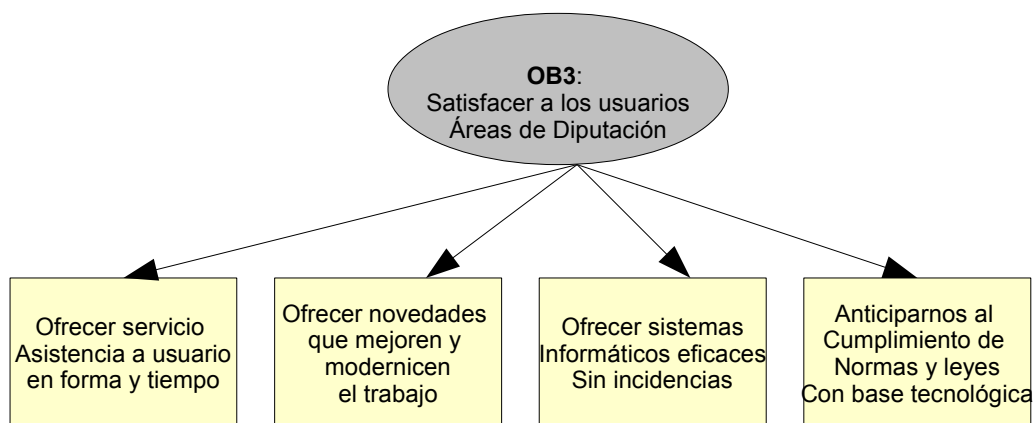 OB3:
Satisfacer a los usuarios
Áreas de Diputación
Ofrecer servicio
Asistencia a usuario
en forma y tiempo
Ofrecer novedades
que mejoren y
modernicen
el trabajo
Ofrecer sistemas
Informáticos eficaces
Sin incidencias
Anticiparnos al
Cumplimiento de
Normas y leyes
Con base tecnológica